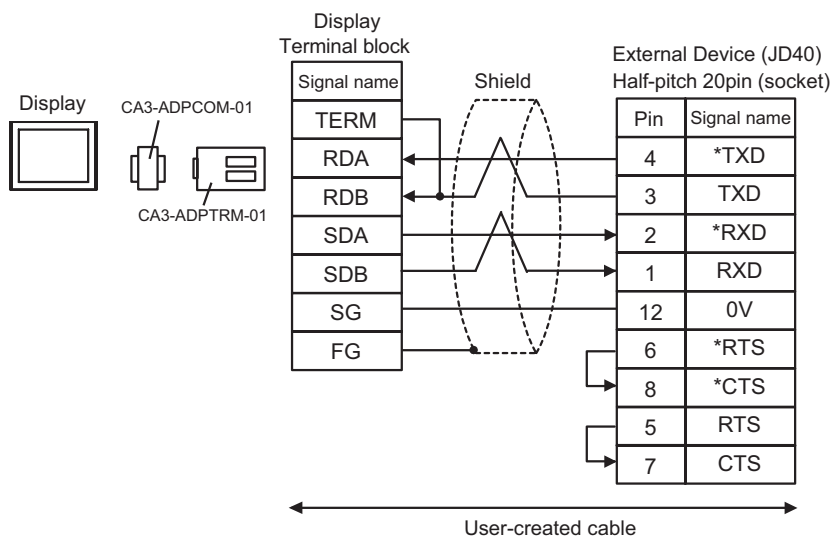 Display
Terminal block
External Device (JD40)
Half-pitch 20pin (socket)
Display
CA3-ADPCOM-01
CA3-ADPTRM-01
Shield
Signal name
TERM
RDA
RDB
SDA
SDB
SG
FG
Pin Signal name
4 *TXD
3 TXD
2 *RXD
1 RXD
12 0V
6 *RTS
8 *CTS
5 RTS
7 CTS
User-created cable